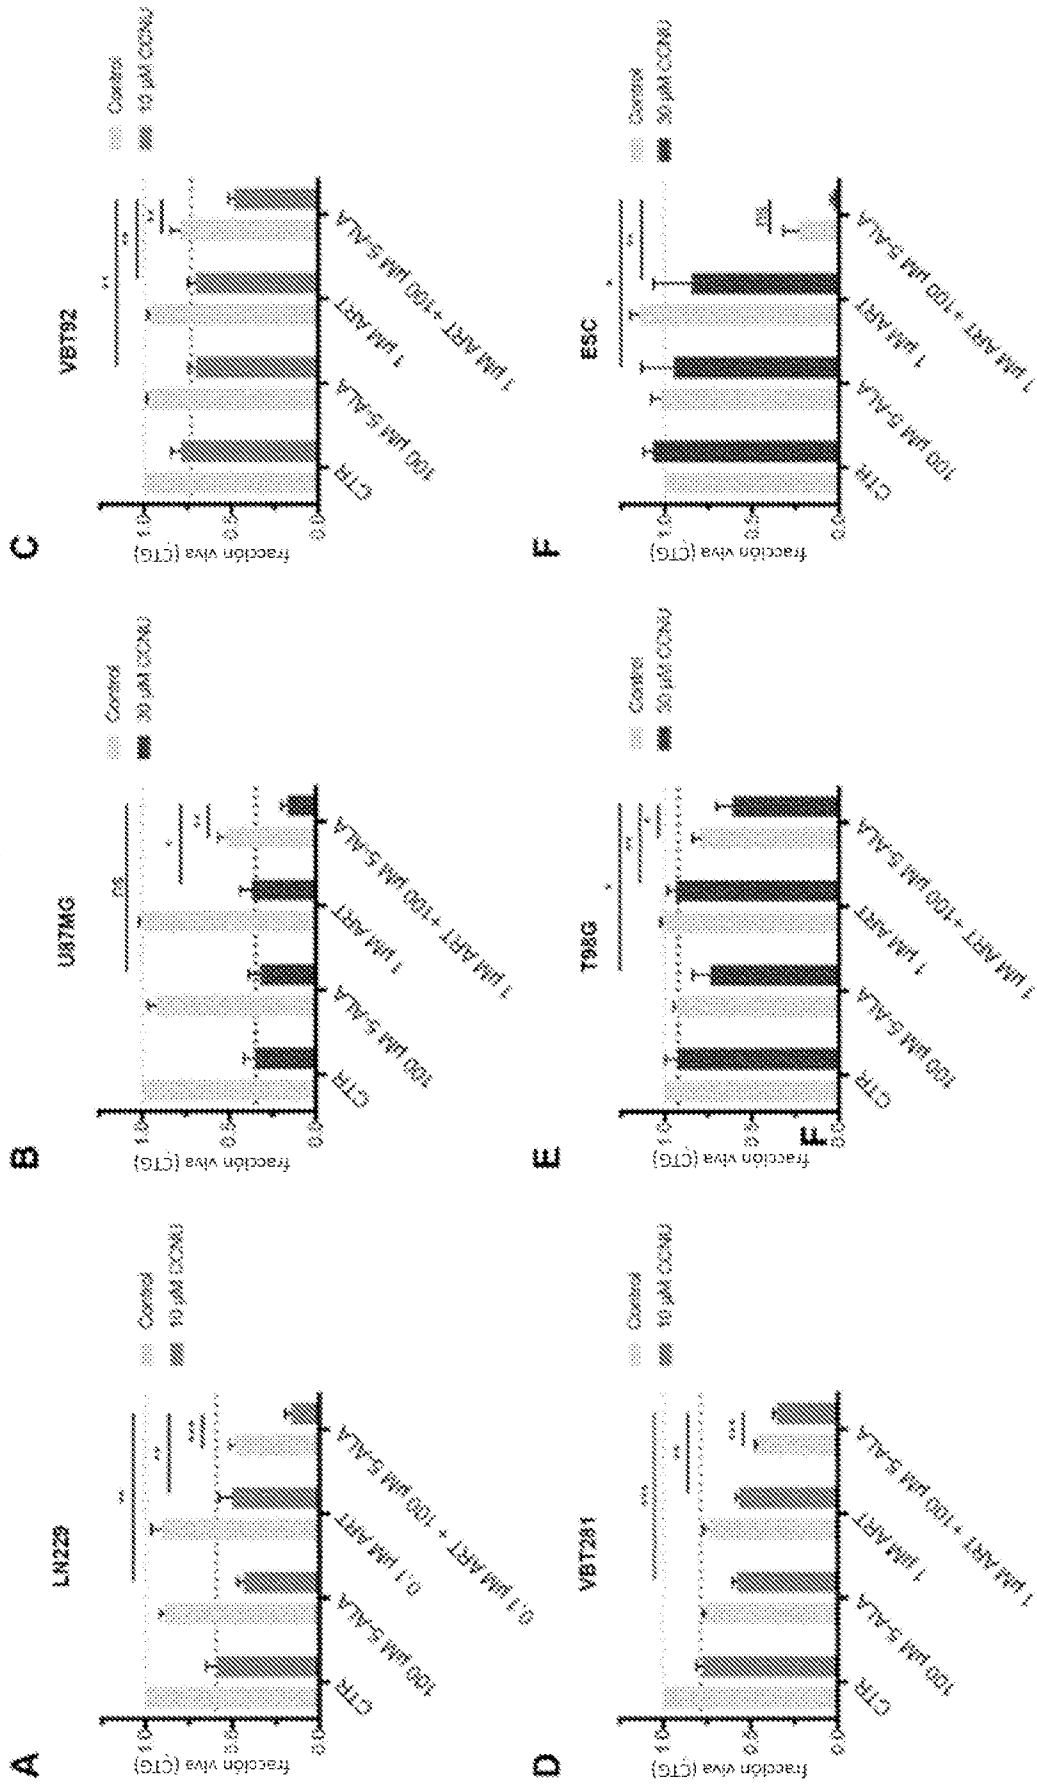 A
LN229
Control
10 µM CCNU
fracción viva (CTG)
1.0
0.5
0.0
**
**
***
CTR
100 µM 5-ALA
0,1 µM ART
0,1 µM ART + 100 µM 5-ALA
B
U87MG
Control
30 µM CCNU
fracción viva (CTG)
1.0
0.5
0.0
ns
*
**
CTR
100 µM 5-ALA
1 µM ART
1 µM ART + 100 µM 5-ALA
C
VBT92
Control
10 µM CCNU
fracción viva (CTG)
1.0
0.5
0.0
**
**
**
CTR
100 µM 5-ALA
1 µM ART
1 µM ART + 100 µM 5-ALA
D
VBT281
Control
10 µM CCNU
fracción viva (CTG)
1.0
0.5
0.0
***
**
***
CTR
100 µM 5-ALA
1 µM ART
1 µM ART + 100 µM 5-ALA
E
T98G
Control
30 µM CCNU
fracción viva (CTG)
1.0
0.5
0.0
F
*
**
*
CTR
100 µM 5-ALA
1 µM ART
1 µM ART + 100 µM 5-ALA
F
ESC
Control
30 µM CCNU
fracción viva (CTG)
1.0
0.5
0.0
*
**
ns
CTR
100 µM 5-ALA
1 µM ART
1 µM ART + 100 µM 5-ALA